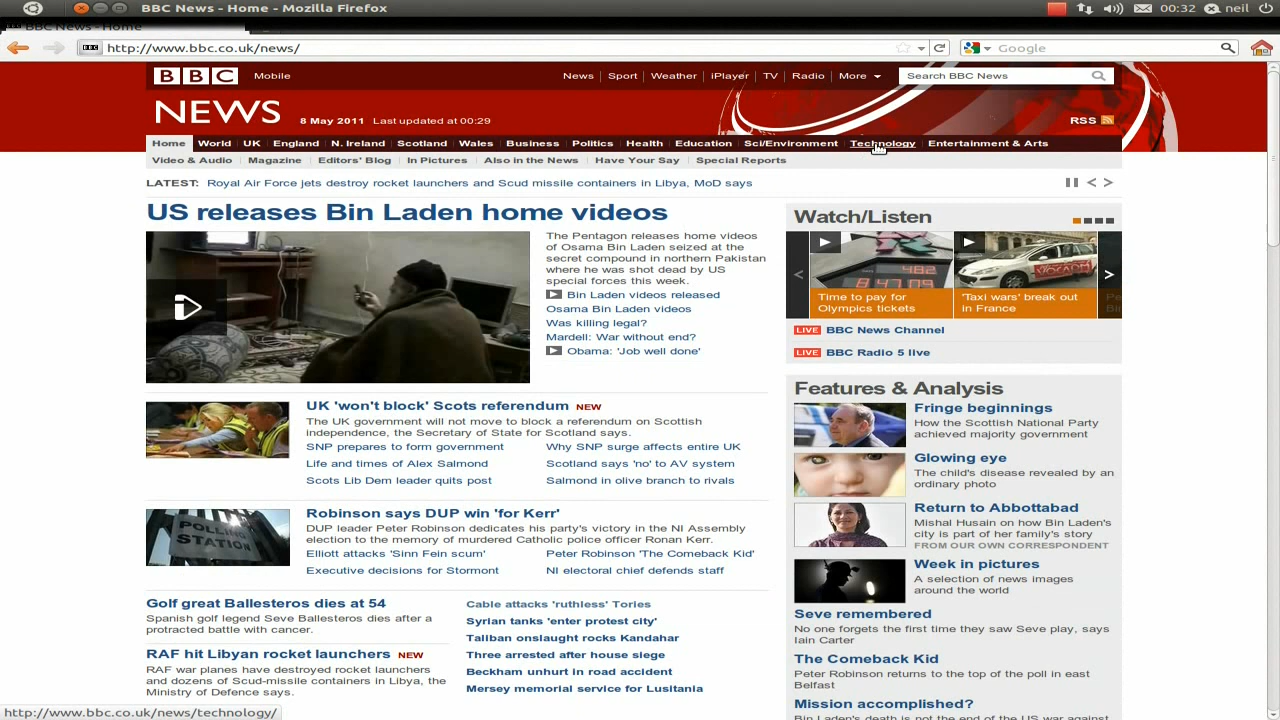 BBC News - Home - Mozilla Firefox
00:32
neil
BBC News - Home
http://www.bbc.co.uk/news/
Google
BBC
Mobile
News
Sport
Weather
iPlayer
TV
Radio
More
Search BBC News
NEWS
8 May 2011 Last updated at 00:29
RSS
Home World UK England N. Ireland Scotland Wales Business Politics Health Education Sci/Environment Technology Entertainment & Arts
Video & Audio Magazine Editors' Blog In Pictures Also in the News Have Your Say Special Reports
LATEST: Royal Air Force jets destroy rocket launchers and Scud missile containers in Libya, MoD says
US releases Bin Laden home videos
The Pentagon releases home videos
of Osama Bin Laden seized at the
secret compound in northern Pakistan
where he was shot dead by US
special forces this week.
Bin Laden videos released
Osama Bin Laden videos
Was killing legal?
Mardell: War without end?
Obama: 'Job well done'
UK 'won't block' Scots referendum NEW
The UK government will not move to block a referendum on Scottish
independence, the Secretary of State for Scotland says.
SNP prepares to form government
Why SNP surge affects entire UK
Life and times of Alex Salmond
Scotland says 'no' to AV system
Scots Lib Dem leader quits post
Salmond in olive branch to rivals
POLLING
STATION
Robinson says DUP win 'for Kerr'
DUP leader Peter Robinson dedicates his party's victory in the NI Assembly
election to the memory of murdered Catholic police officer Ronan Kerr.
Elliott attacks 'Sinn Fein scum'
Peter Robinson 'The Comeback Kid'
Executive decisions for Stormont
NI electoral chief defends staff
Golf great Ballesteros dies at 54
Spanish golf legend Seve Ballesteros dies after a
protracted battle with cancer.
RAF hit Libyan rocket launchers NEW
RAF war planes have destroyed rocket launchers
and dozens of Scud-missile containers in Libya, the
Ministry of Defence says.
Cable attacks 'ruthless' Tories
Syrian tanks 'enter protest city'
Taliban onslaught rocks Kandahar
Three arrested after house siege
Beckham unhurt in road accident
Mersey memorial service for Lusitania
Watch/Listen
482
8:47:09
Time to pay for
Olympics tickets
'Taxi wars' break out
in France
LIVE BBC News Channel
LIVE BBC Radio 5 live
Features & Analysis
Fringe beginnings
How the Scottish National Party
achieved majority government
Glowing eye
The child's disease revealed by an
ordinary photo
Return to Abbottabad
Mishal Husain on how Bin Laden's
city is part of her family's story
FROM OUR OWN CORRESPONDENT
Week in pictures
A selection of news images
around the world
Seve remembered
No one forgets the first time they saw Seve play, says
Iain Carter
The Comeback Kid
Peter Robinson returns to the top of the poll in east
Belfast
Mission accomplished?
Bin Laden's death is not the end of the US war against
http://www.bbc.co.uk/news/technology/